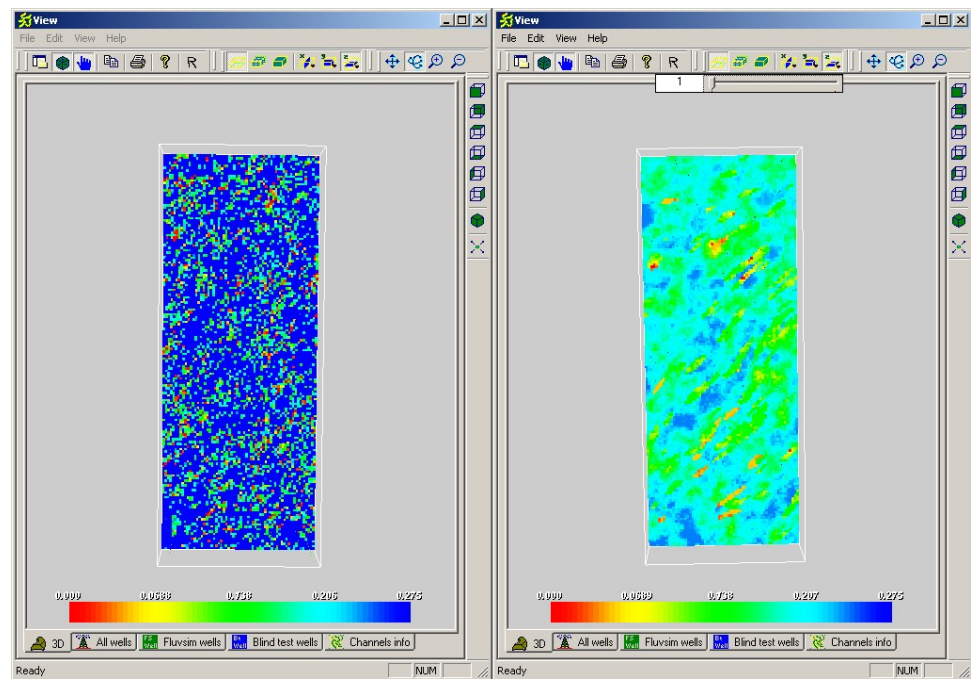 View
File Edit View Help
R
0.000 0.0688 0.138 0.206 0.275
3D All wells Fluvsim wells Blind test wells Channels info
Ready NUM
View
File Edit View Help
R
1
0.000 0.0689 0.138 0.207 0.275
3D All wells Fluvsim wells Blind test wells Channels info
Ready NUM